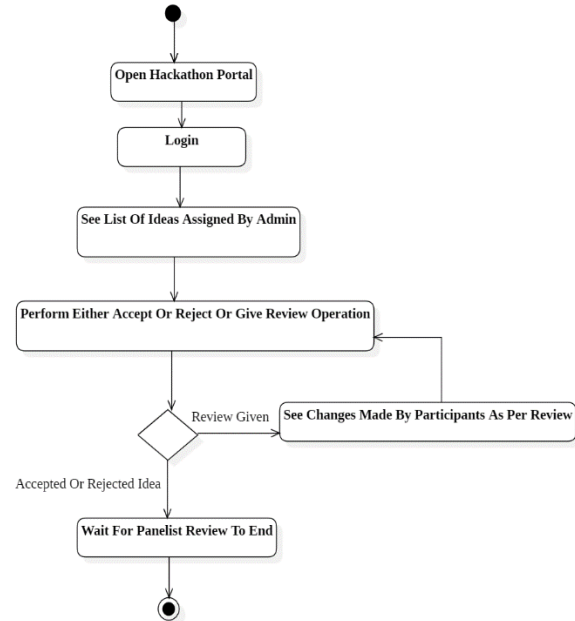 Open Hackathon Portal
Login
See List Of Ideas Assigned By Admin
Perform Either Accept Or Reject Or Give Review Operation
Review Given
See Changes Made By Participants As Per Review
Accepted Or Rejected Idea
Wait For Panelist Review To End